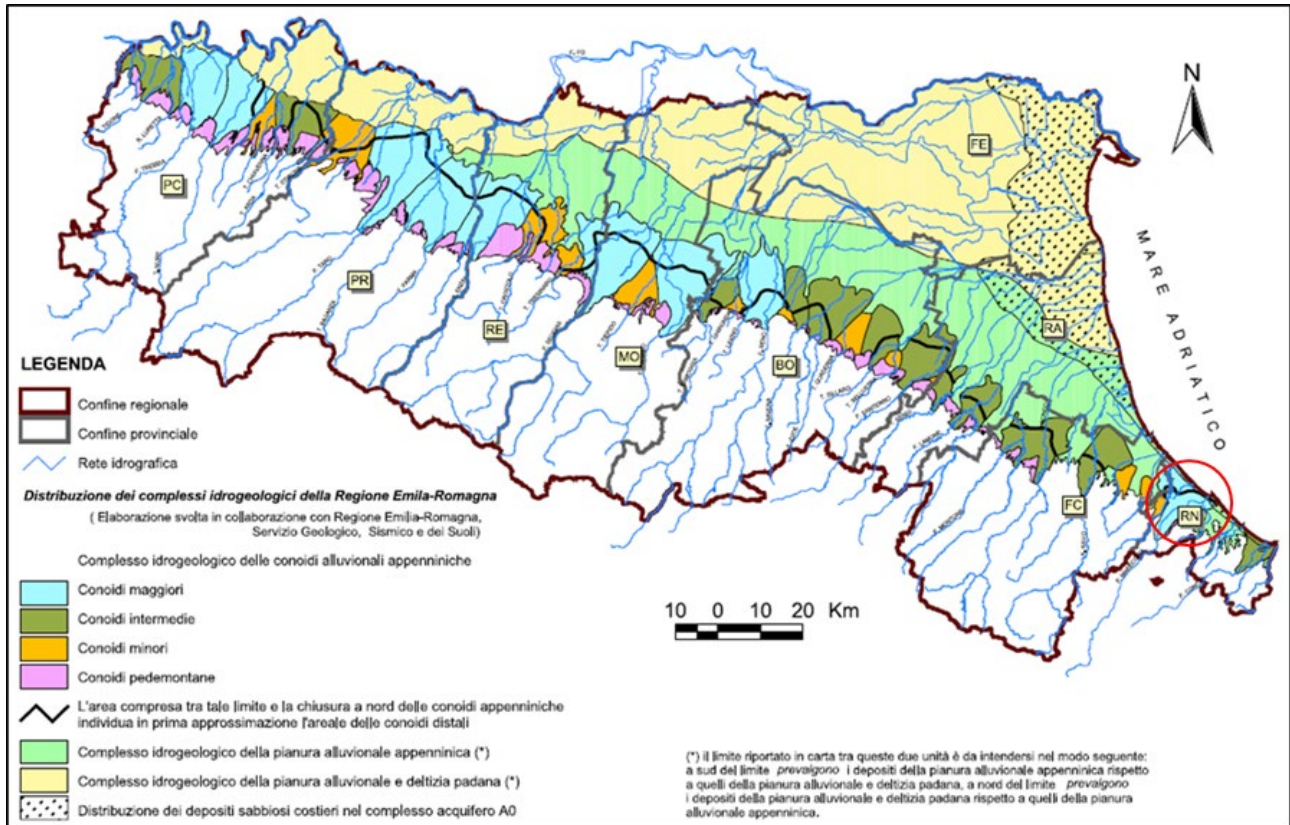 N
F. PO
FE
PC
MARE ADRIATICO
PR
RA
RE
MO
BO
LEGENDA
Confine regionale
Confine provinciale
Rete idrografica
RN
FC
Distribuzione dei complessi idrogeologici della Regione Emila-Romagna
( Elaborazione svolta in collaborazione con Regione Emilia-Romagna,
Servizio Geologico, Sismico e dei Suoli)
Complesso idrogeologico delle conoidi alluvionali appenniniche
Conoidi maggiori
Conoidi intermedie
10 0 10 20 Km
Conoidi minori
Conoidi pedemontane
L'area compresa tra tale limite e la chiusura a nord delle conoidi appenniniche
individua in prima approssimazione l'areale delle conoidi distali
Complesso idrogeologico della pianura alluvionale appenninica (*)
Complesso idrogeologico della pianura alluvionale e deltizia padana (*)
Distribuzione dei depositi sabbiosi costieri nel complesso acquifero A0
(*) il limite riportato in carta tra queste due unità è da intendersi nel modo seguente:
a sud del limite prevalgono i depositi della pianura alluvionale appenninica rispetto
a quelli della pianura alluvionale e deltizia padana, a nord del limite prevalgono
i depositi della pianura alluvionale e deltizia padana rispetto a quelli della pianura
alluvionale appenninica.